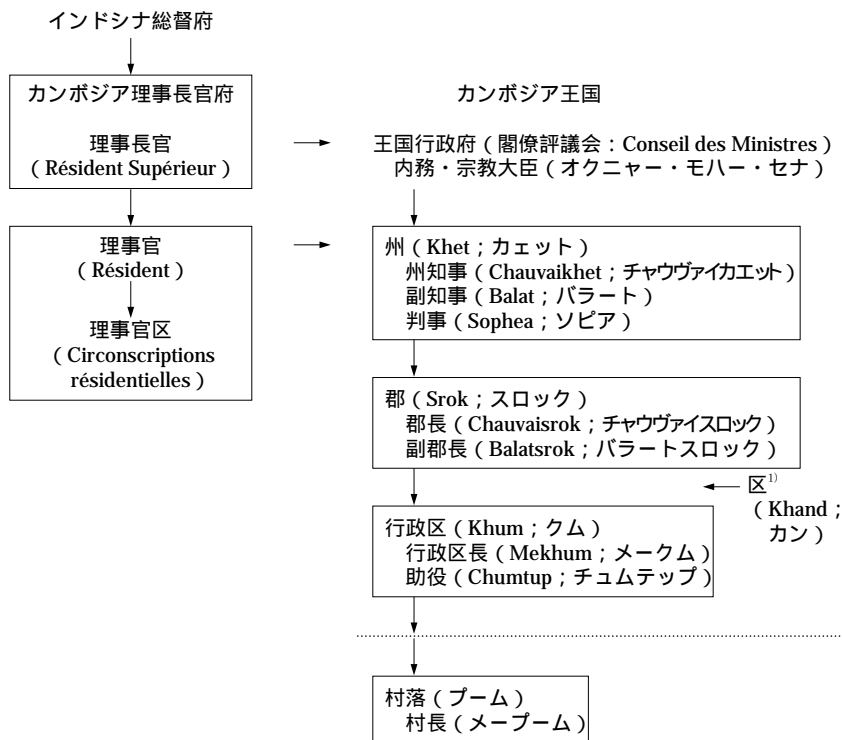 インドシナ総督府
カンボジア理事長官府
理事長官
（Résident Supérieur）
理事官
（Résident）
理事官区
（Circonscriptions
résidentielles）
カンボジア王国
王国行政府（閣僚評議会：Conseil des Ministres）
内務・宗教大臣（オクニャー・モハー・セナ）
州（Khet；カェット）
州知事（Chauvaikhet；チャウヴァイカエット）
副知事（Balat；バラート）
判事（Sophea；ソピア）
郡（Srok；スロック）
郡長（Chauvaisrok；チャウヴァイスロック）
副郡長（Balatsrok；バラートスロック）
区1)
（Khand；
カン）
行政区（Khum；クム）
行政区長（Mekhum；メークム）
助役（Chumtup；チュムテップ）
村落（プーム）
村長（メープーム）